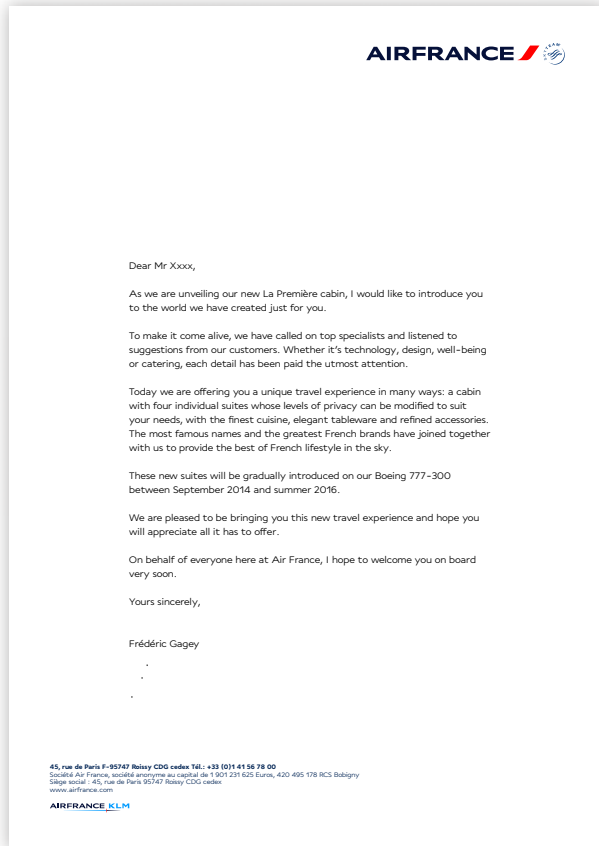 AIRFRANCE
SKYTEAM
Dear Mr Xxxx,
As we are unveiling our new La Première cabin, I would like to introduce you
to the world we have created just for you.
To make it come alive, we have called on top specialists and listened to
suggestions from our customers. Whether it's technology, design, well-being
or catering, each detail has been paid the utmost attention.
Today we are offering you a unique travel experience in many ways: a cabin
with four individual suites whose levels of privacy can be modified to suit
your needs, with the finest cuisine, elegant tableware and refined accessories.
The most famous names and the greatest French brands have joined together
with us to provide the best of French lifestyle in the sky.
These new suites will be gradually introduced on our Boeing 777-300
between September 2014 and summer 2016.
We are pleased to be bringing you this new travel experience and hope you
will appreciate all it has to offer.
On behalf of everyone here at Air France, I hope to welcome you on board
very soon.
Yours sincerely,
Frédéric Gagey
45, rue de Paris F-95747 Roissy CDG cedex Tél.: +33 (0)1 41 56 78 00
Société Air France, société anonyme au capital de 1 901 231 625 Euros, 420 495 178 RCS Bobigny
Siège social : 45, rue de Paris 95747 Roissy CDG cedex
www.airfrance.com
AIRFRANCE KLM